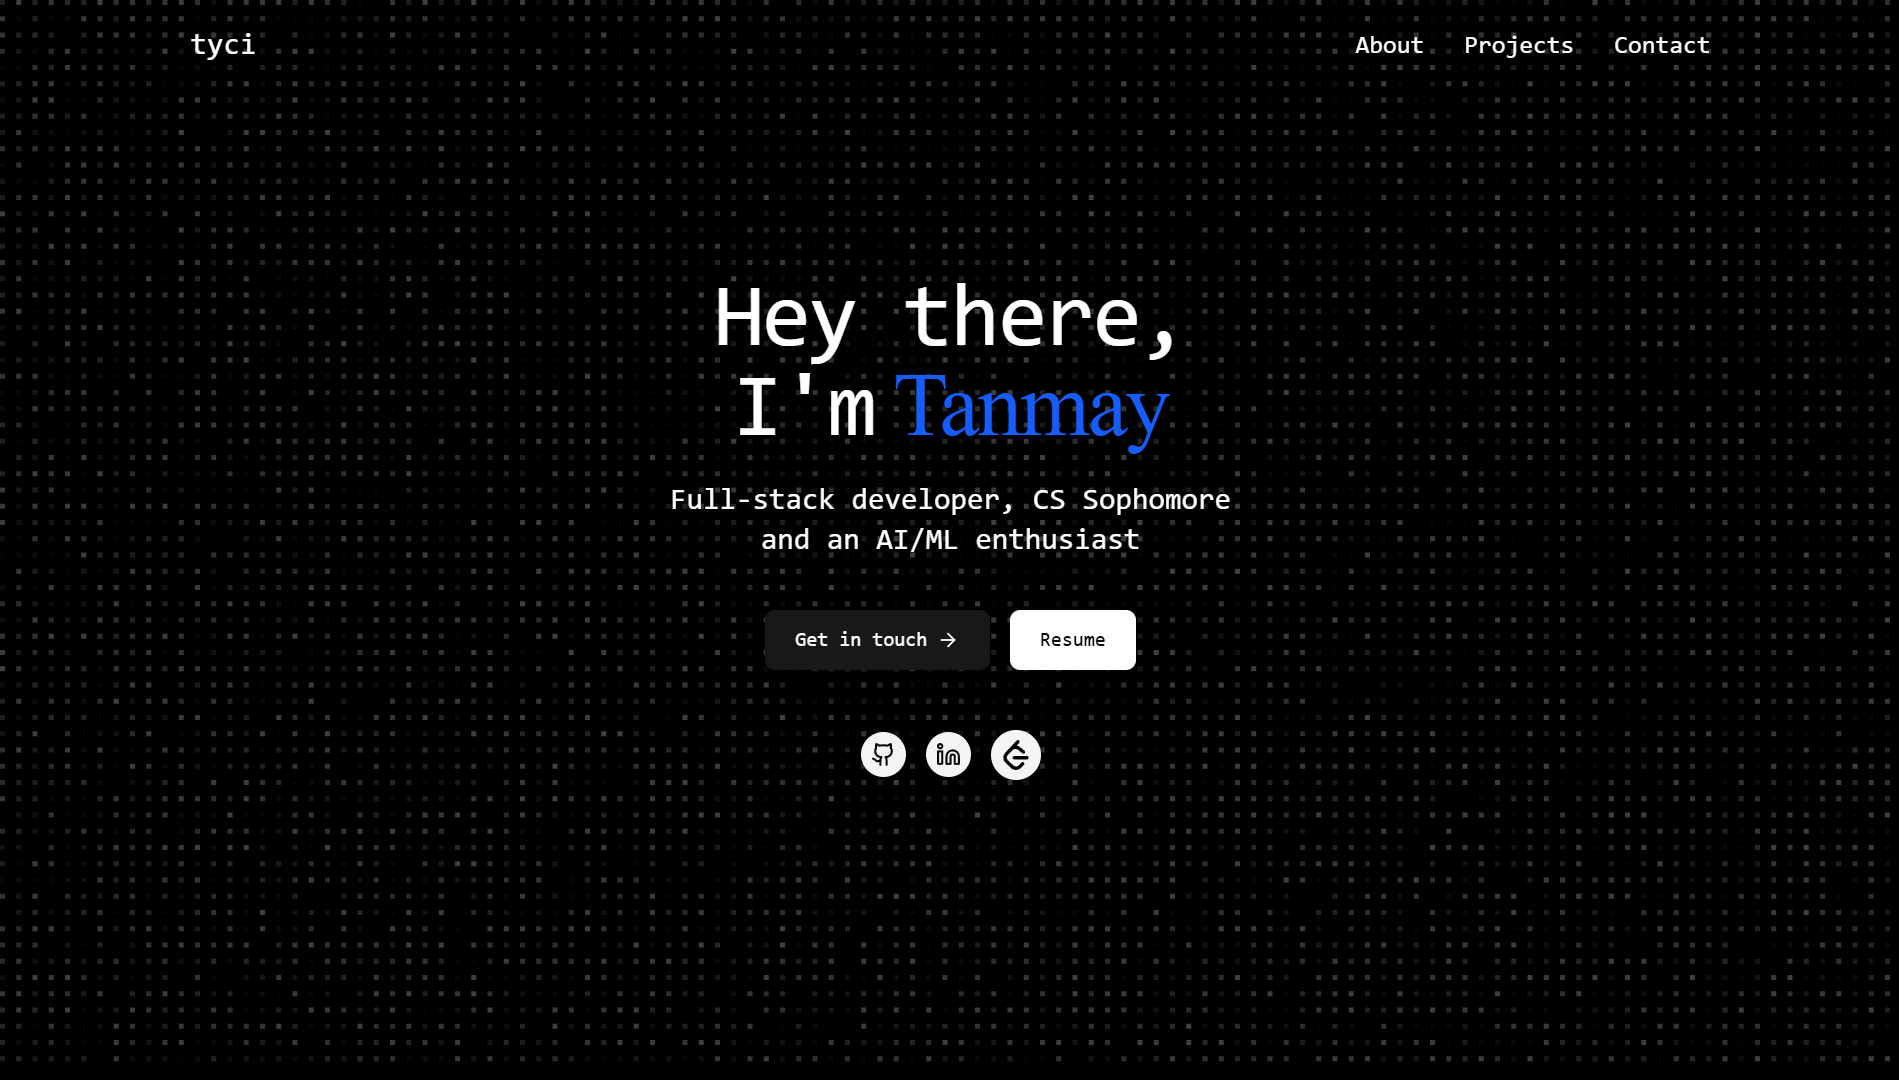 tyci
About Projects Contact
Hey there,
I'm Tanmay
Full-stack developer, CS Sophomore
and an AI/ML enthusiast
Get in touch →
Resume
in